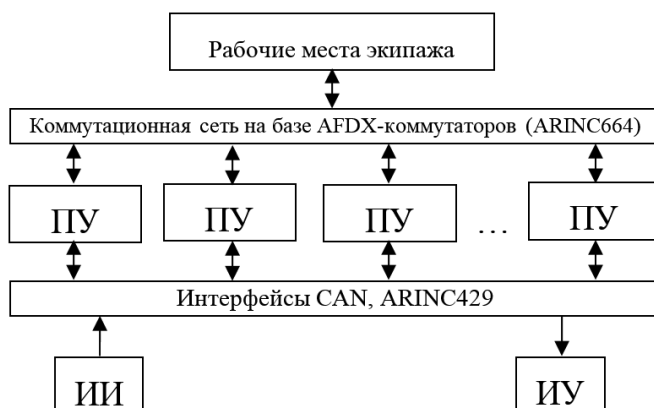 Рабочие места экипажа
Коммутационная сеть на базе AFDX-коммутаторов (ARINC664)
ПУ ПУ ПУ ... ПУ
Интерфейсы CAN, ARINC429
ИИ ИУ